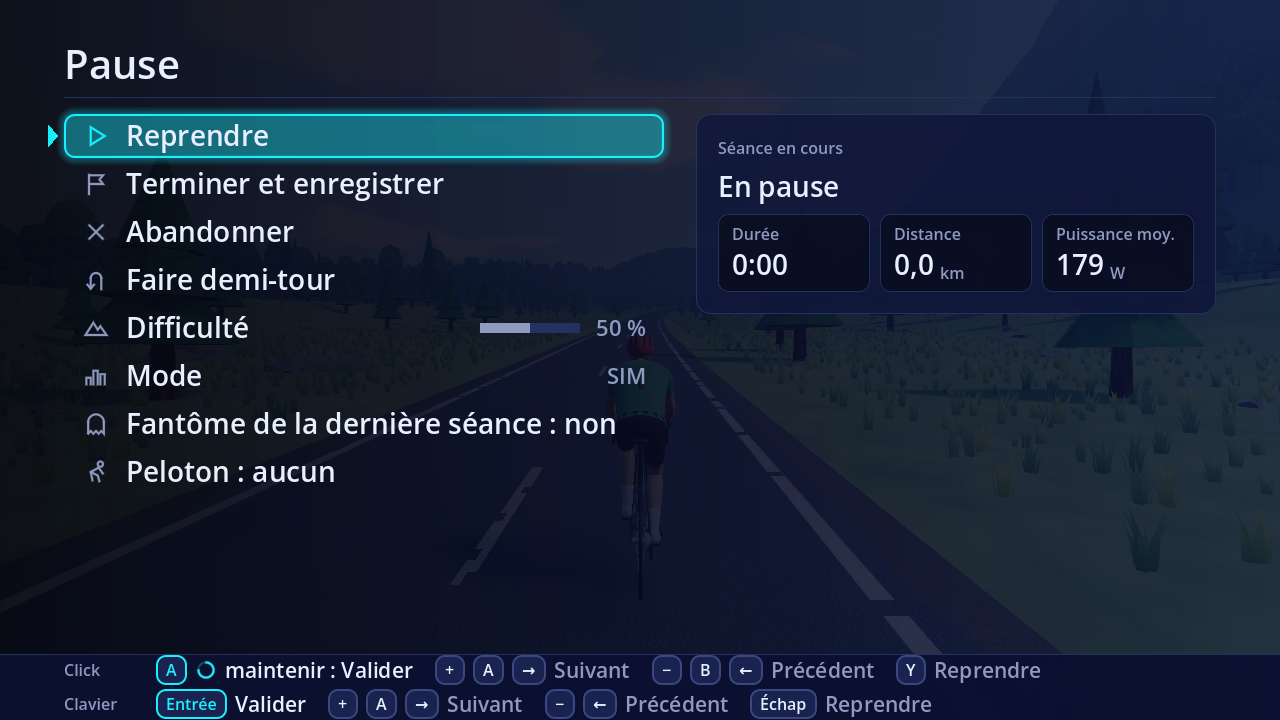 Pause
Reprendre
Terminer et enregistrer
Abandonner
Faire demi-tour
Difficulté 50 %
Mode SIM
Fantôme de la dernière séance : non
Peloton : aucun
Séance en cours
En pause
Durée Distance Puissance moy.
0:00 0,0 km 179 W
Click A maintenir : Valider + A → Suivant − B ← Précédent Y Reprendre
Clavier Entrée Valider + A → Suivant − ← Précédent Échap Reprendre